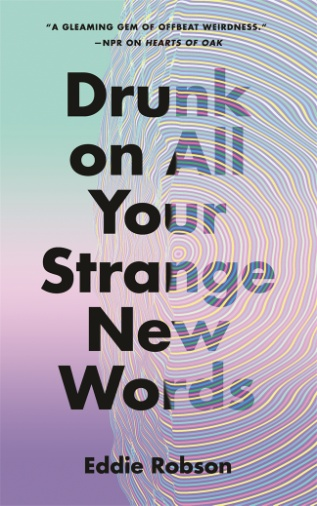 “A GLEAMING GEM OF OFFBEAT WEIRDNESS.”
—NPR ON HEARTS OF OAK
Drunk
on All
Your
Strange
New
Words
Eddie Robson